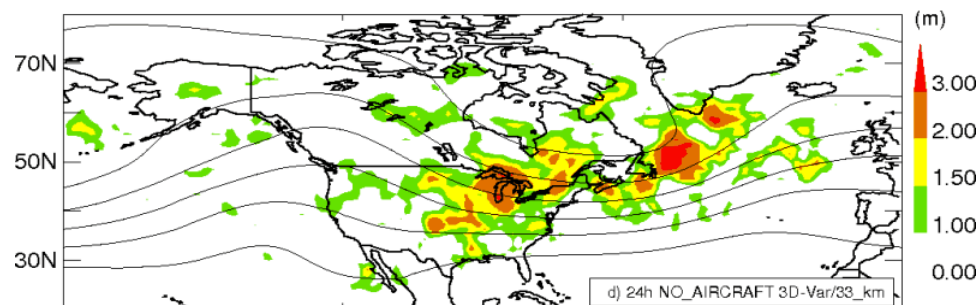 (m)
70N
3.00
2.00
50N
1.50
1.00
30N
0.00
d) 24h NO_AIRCRAFT 3D-Var/33_km